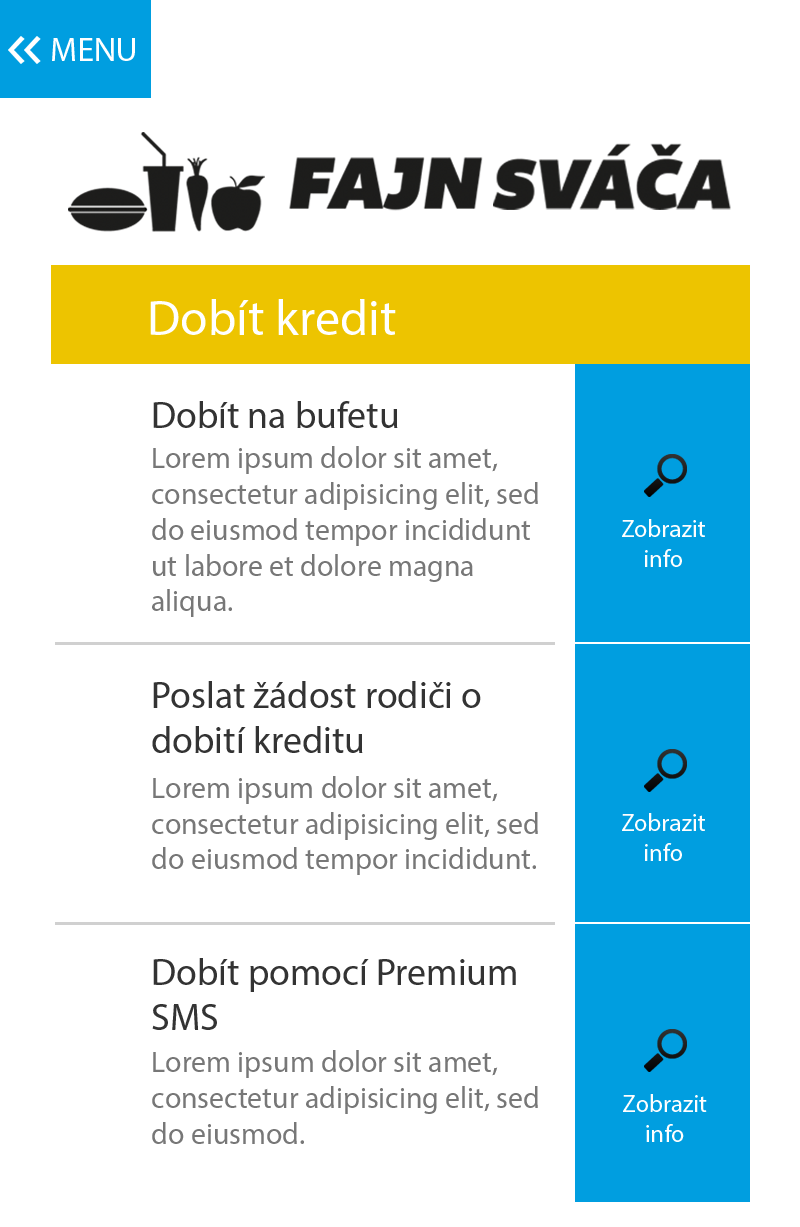 MENU
FAJN SVÁČA
Dobít kredit
Dobít na bufetu
Lorem ipsum dolor sit amet,
consectetur adipisicing elit, sed
do eiusmod tempor incididunt
ut labore et dolore magna
aliqua.
Zobrazit
info
Poslat žádost rodiči o
dobití kreditu
Lorem ipsum dolor sit amet,
consectetur adipisicing elit, sed
do eiusmod tempor incididunt.
Zobrazit
info
Dobít pomocí Premium
SMS
Lorem ipsum dolor sit amet,
consectetur adipisicing elit, sed
do eiusmod.
Zobrazit
info